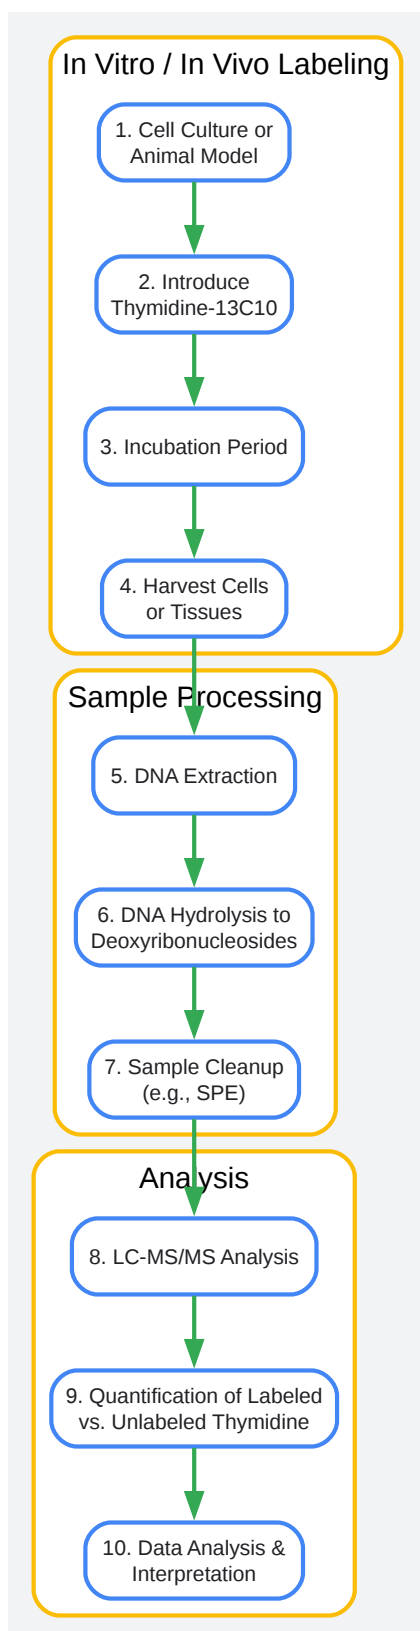 In Vitro / In Vivo Labeling
1. Cell Culture or
Animal Model
2. Introduce
Thymidine-13C10
3. Incubation Period
4. Harvest Cells
or Tissues
Sample Processing
5. DNA Extraction
6. DNA Hydrolysis to
Deoxyribonucleosides
7. Sample Cleanup
(e.g., SPE)
Analysis
8. LC-MS/MS Analysis
9. Quantification of Labeled
vs. Unlabeled Thymidine
10. Data Analysis &
Interpretation